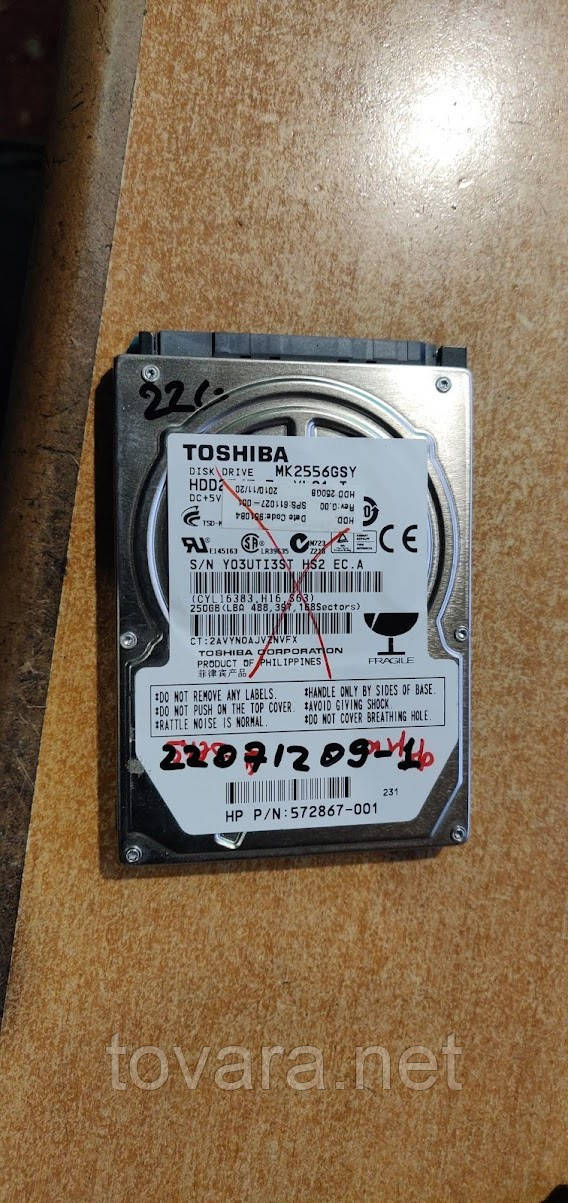 221.
TOSHIBA
DISK DRIVE MK2556GSY
HDD2
DC+5V
HDD 250GB 2010/11/20
Rev:G.00 SPS:611027-001
HDD Date Code:951084
E145163 LR39435 N723
S/N Y03UTI3ST HS2 EC.A
(CYL16383,H16,S63)
250GB(LBA 488,397,168Sectors)
CT:2AVYNOAJVZNVFX
TOSHIBA CORPORATION
PRODUCT OF PHILIPPINES
菲律宾产品
FRAGILE
*DO NOT REMOVE ANY LABELS. *HANDLE ONLY BY SIDES OF BASE.
*DO NOT PUSH ON THE TOP COVER. *AVOID GIVING SHOCK.
*RATTLE NOISE IS NORMAL. *DO NOT COVER BREATHING HOLE.
22071209-1
231
HP P/N:572867-001
tovara.net